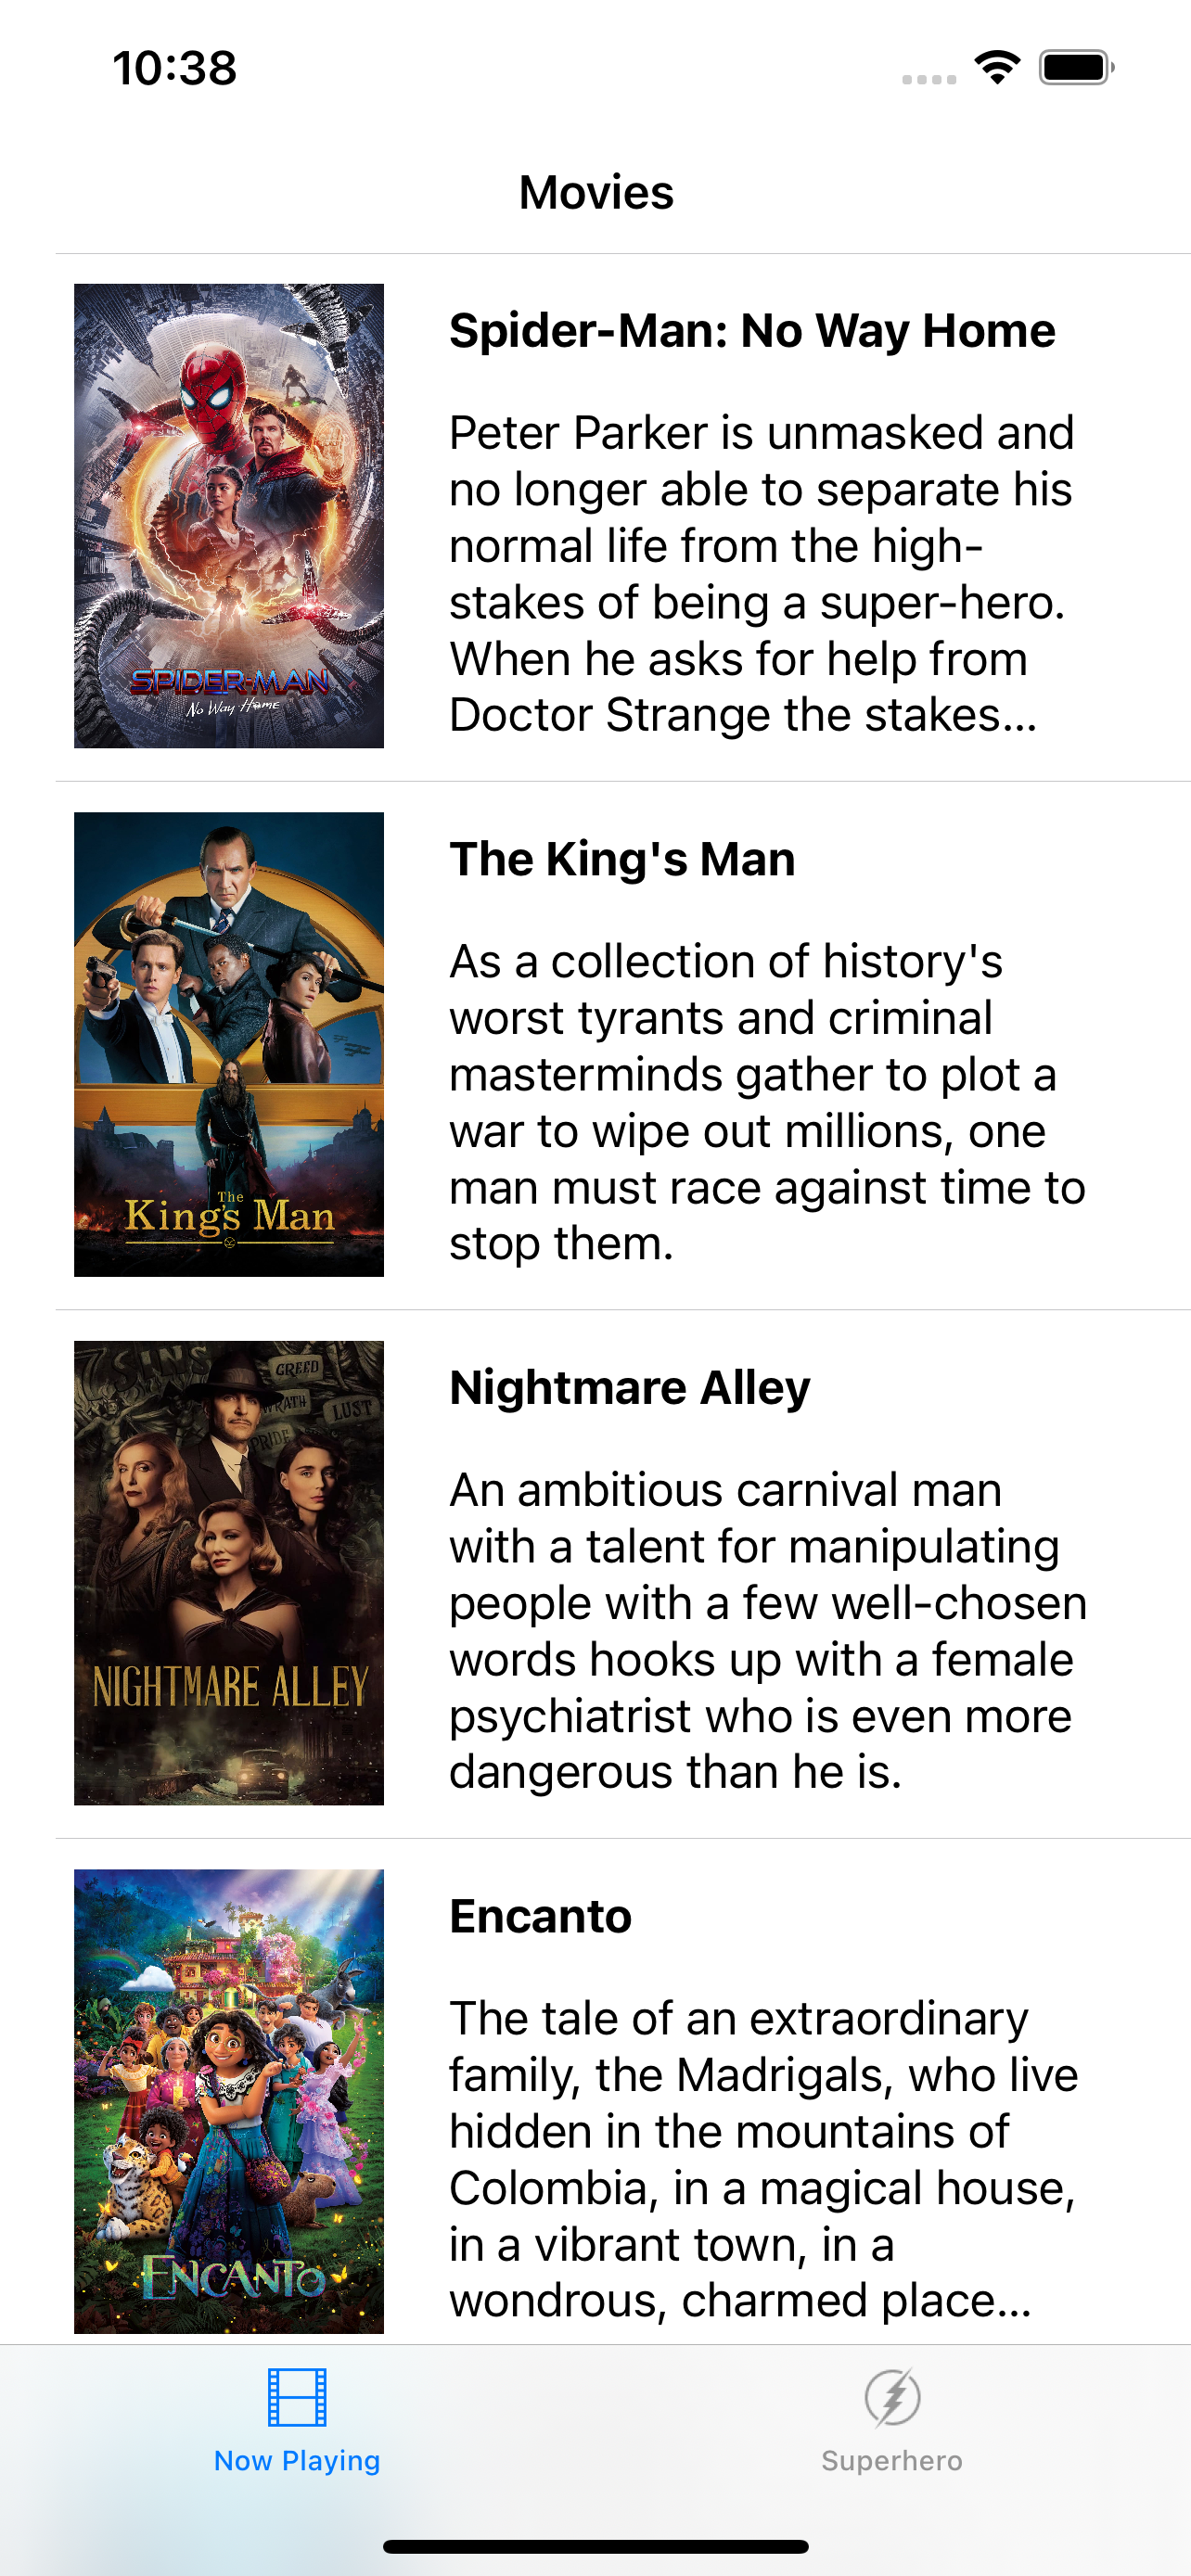 10:38
Movies
Spider-Man: No Way Home
Peter Parker is unmasked and
no longer able to separate his
normal life from the high-
stakes of being a super-hero.
When he asks for help from
Doctor Strange the stakes...
SPIDER-MAN
No Way Home
The King's Man
As a collection of history's
worst tyrants and criminal
masterminds gather to plot a
war to wipe out millions, one
man must race against time to
stop them.
The
King's Man
Nightmare Alley
An ambitious carnival man
with a talent for manipulating
people with a few well-chosen
words hooks up with a female
psychiatrist who is even more
dangerous than he is.
7 SINS
GREED
WRATH
LUST
PRIDE
NIGHTMARE ALLEY
Encanto
The tale of an extraordinary
family, the Madrigals, who live
hidden in the mountains of
Colombia, in a magical house,
in a vibrant town, in a
wondrous, charmed place...
ENCANTO
Now Playing
Superhero